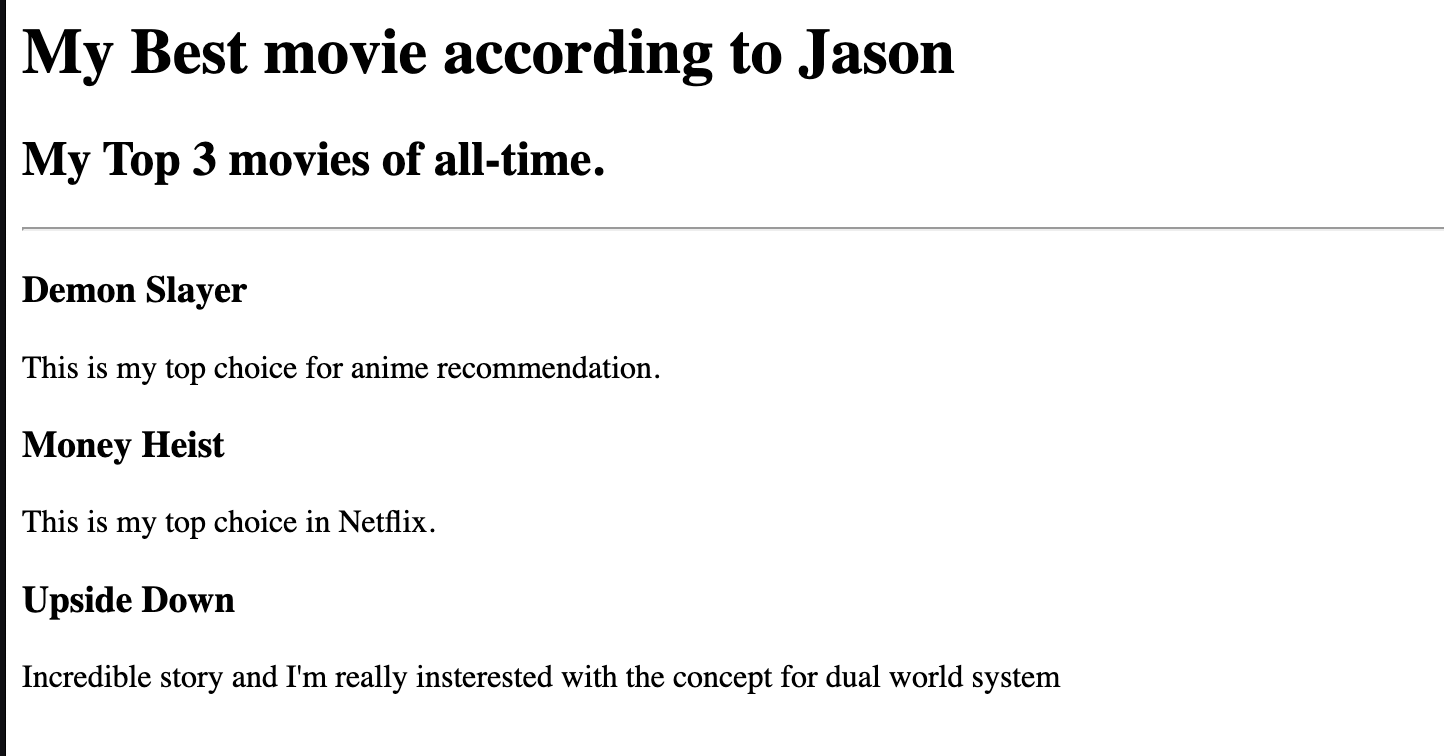 My Best movie according to Jason
My Top 3 movies of all-time.
Demon Slayer
This is my top choice for anime recommendation.
Money Heist
This is my top choice in Netflix.
Upside Down
Incredible story and I'm really insterested with the concept for dual world system